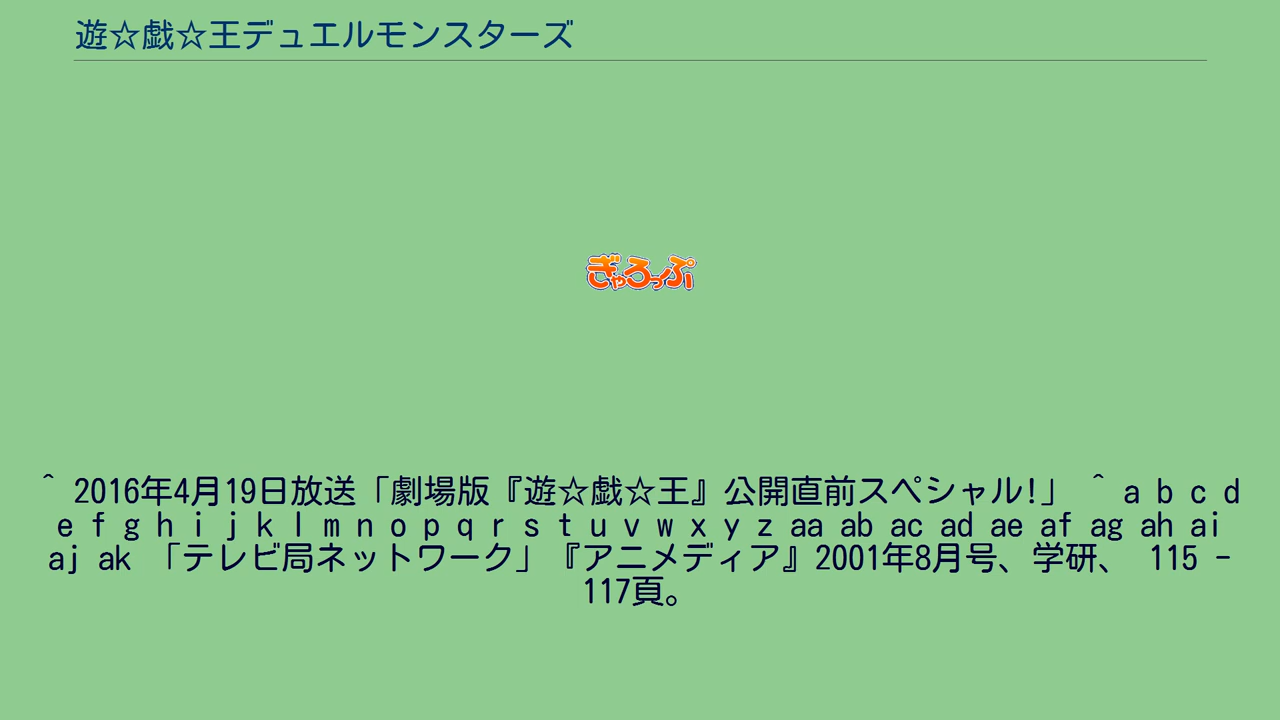 遊☆戯☆王デュエルモンスターズ
ぎゃろっぷ
^ 2016年4月19日放送「劇場版『遊☆戯☆王』公開直前スペシャル!」 ^ a b c d
e f g h i j k l m n o p q r s t u v w x y z aa ab ac ad ae af ag ah ai
aj ak 「テレビ局ネットワーク」『アニメディア』2001年8月号、学研、 115 -
117頁。